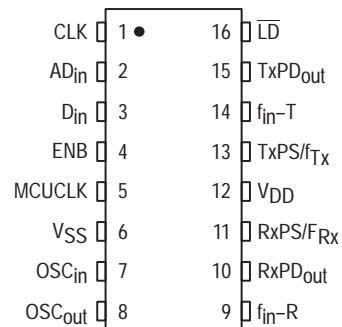 CLK 1 16 L̅D̅
ADin 2 15 TxPDout
Din 3 14 fin–T
ENB 4 13 TxPS/fTx
MCUCLK 5 12 VDD
VSS 6 11 RxPS/FRx
OSCin 7 10 RxPDout
OSCout 8 9 fin–R